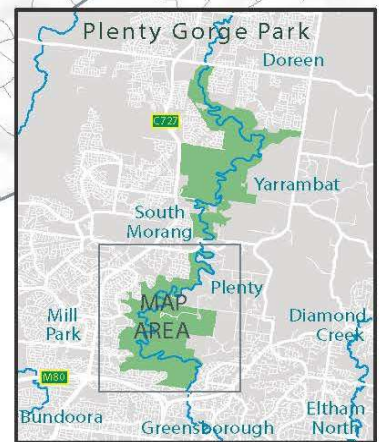 Plenty Gorge Park
Doreen
C727
Yarrambat
South
Morang
Plenty
MAP
AREA
Mill
Park
Diamond
Creek
M80
Bundoora
Greensborough
Eltham
North